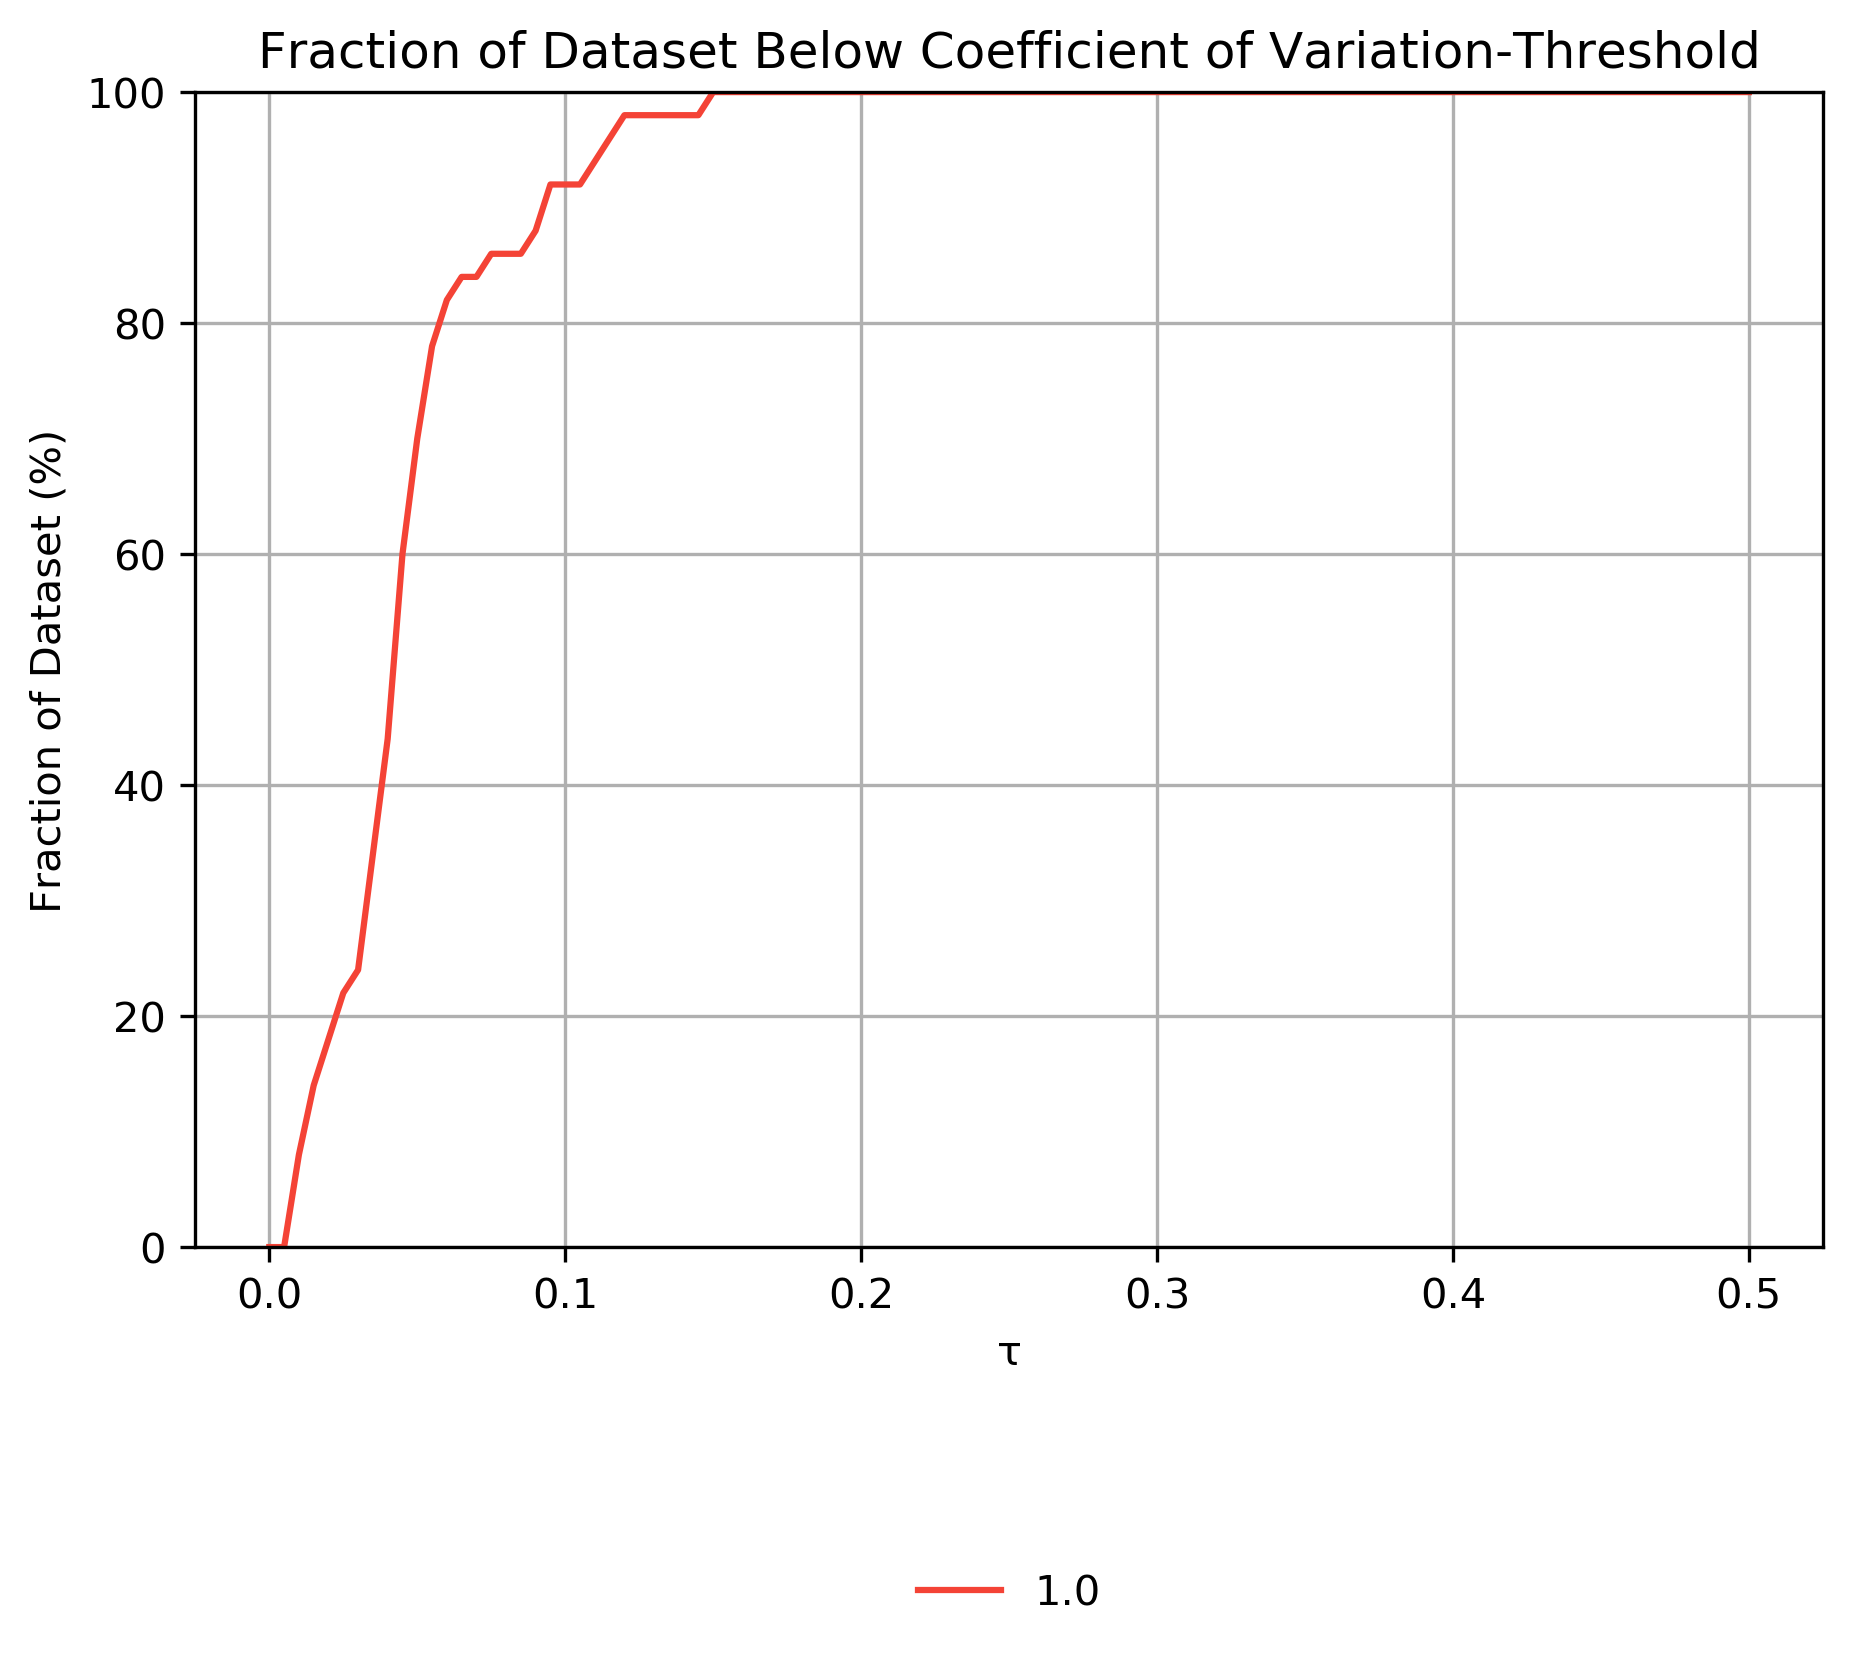 Fraction of Dataset Below Coefficient of Variation-Threshold
Fraction of Dataset (%)
100
80
60
40
20
0
0.0 0.1 0.2 0.3 0.4 0.5
τ
1.0